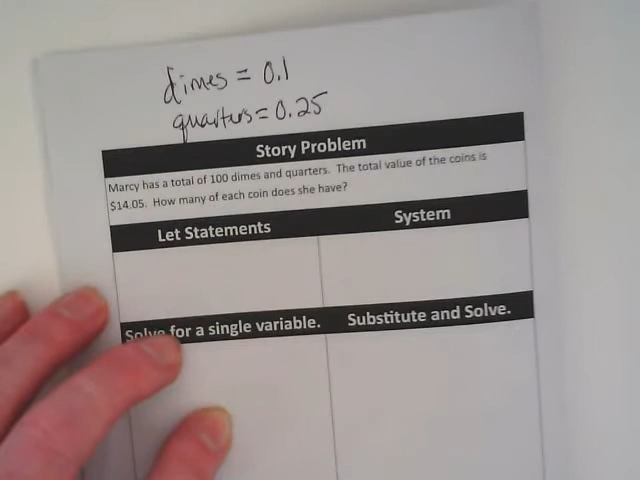 dimes = 0.1
quarters = 0.25
Story Problem
Marcy has a total of 100 dimes and quarters. The total value of the coins is
$14.05. How many of each coin does she have?
Let Statements
System
Solve for a single variable.
Substitute and Solve.